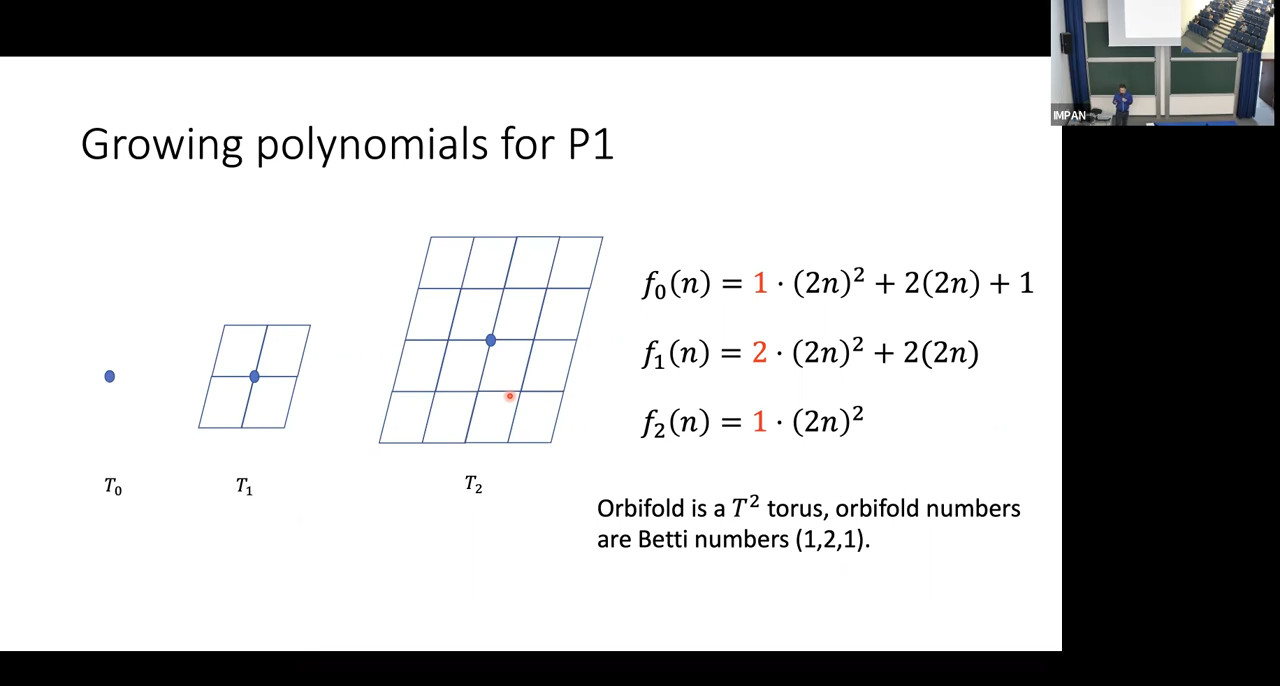 IMPAN
Growing polynomials for P1
f₀(n) = 1 · (2n)² + 2(2n) + 1
f₁(n) = 2 · (2n)² + 2(2n)
f₂(n) = 1 · (2n)²
T₀
T₁
T₂
Orbifold is a T² torus, orbifold numbers
are Betti numbers (1,2,1).